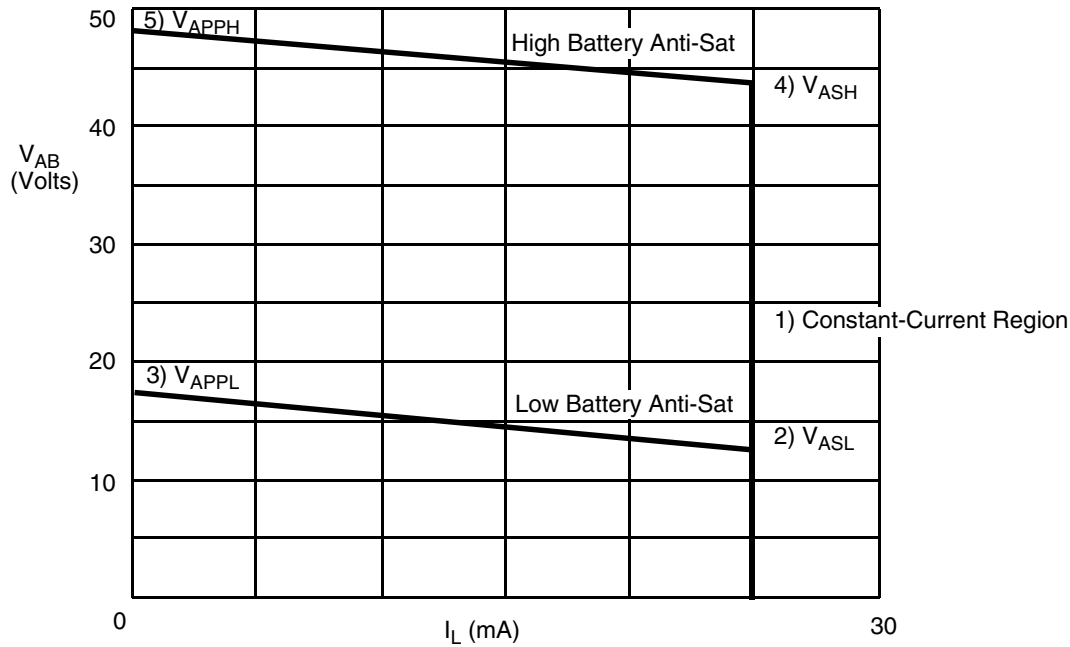 50
5) VAPPH
High Battery Anti-Sat
4) VASH
40
VAB
(Volts)
30
1) Constant-Current Region
20
3) VAPPL
Low Battery Anti-Sat
2) VASL
10
0
IL (mA)
30